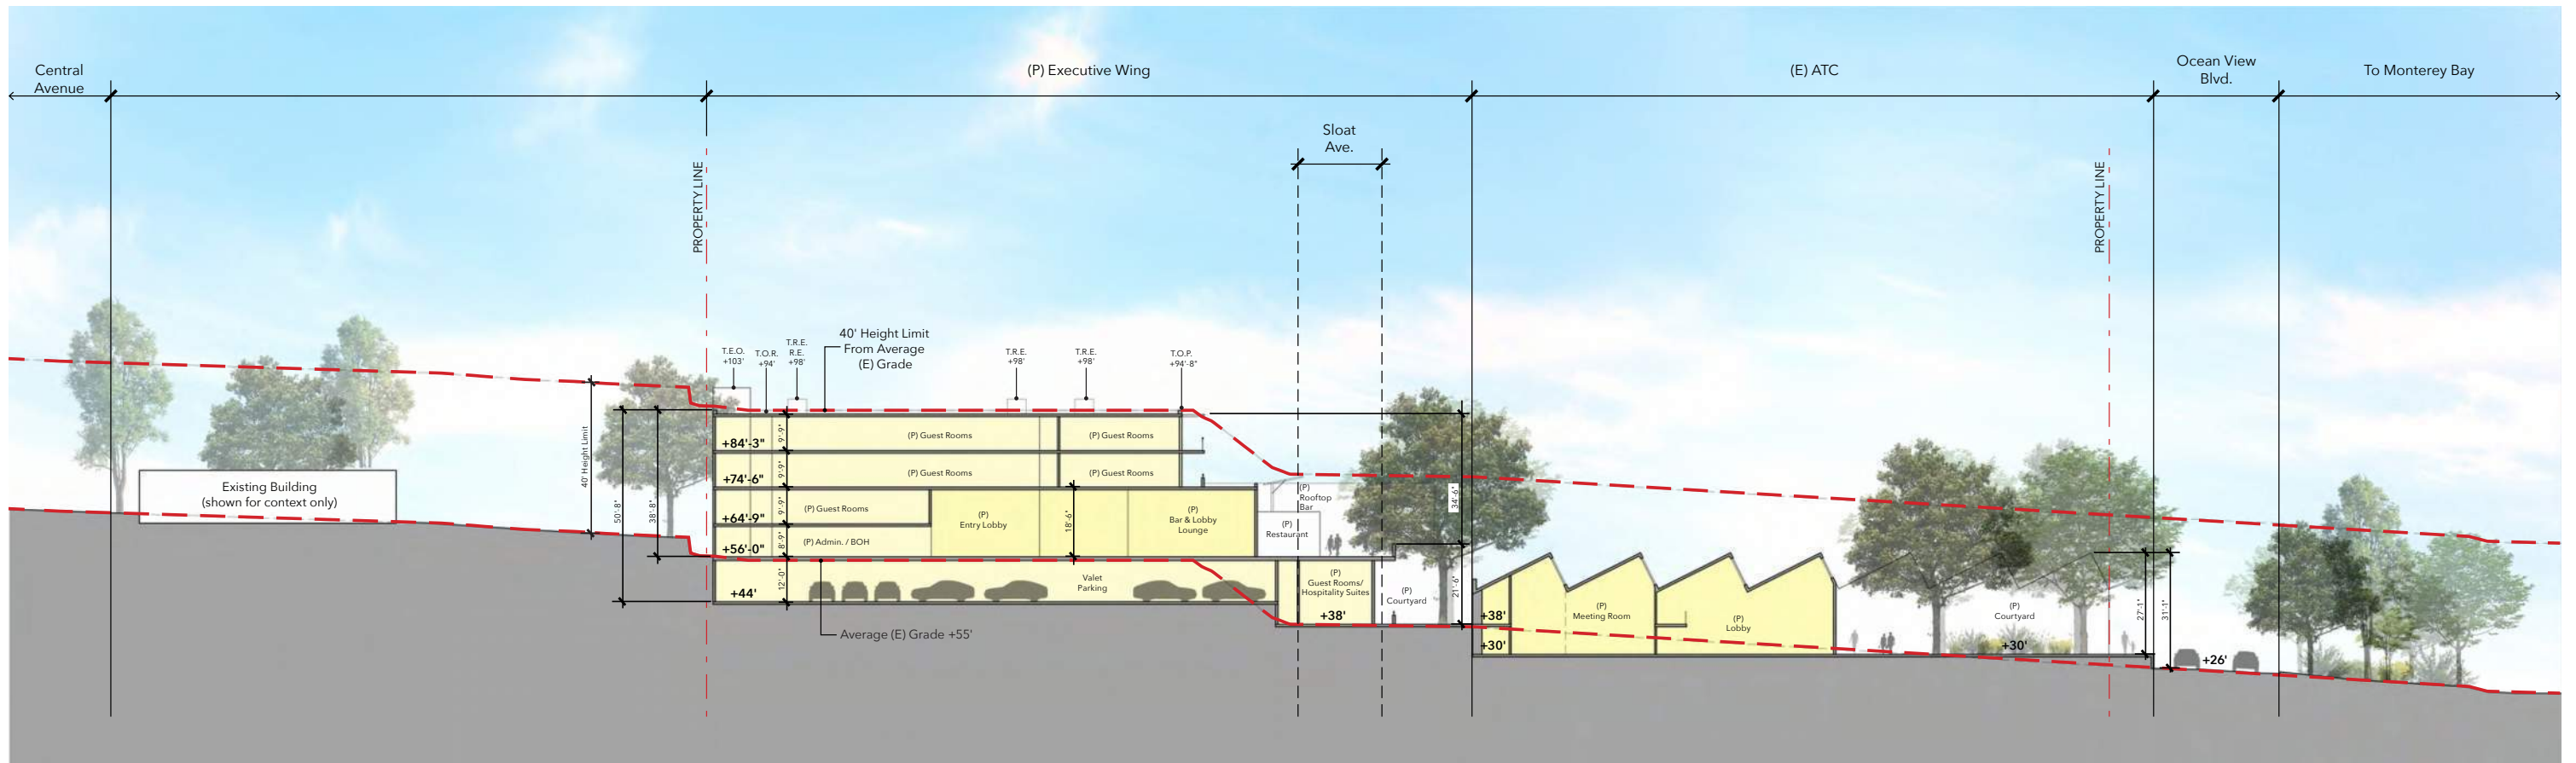 Central
Avenue
(P) Executive Wing
(E) ATC
Ocean View
Blvd.
To Monterey Bay
Sloat
Ave.
PROPERTY LINE
PROPERTY LINE
40' Height Limit
From Average
(E) Grade
T.E.O.
+103'
T.O.R.
+94'
T.R.E.
R.E.
+98'
T.R.E.
+98'
T.R.E.
+98'
T.O.P.
+94'-8"
40' Height Limit
50'-8"
38'-8"
Existing Building
(shown for context only)
+84'-3"
9'-9"
(P) Guest Rooms
(P) Guest Rooms
+74'-6"
9'-9"
(P) Guest Rooms
(P) Guest Rooms
+64'-9"
9'-9"
(P) Guest Rooms
(P)
Entry Lobby
18'-6"
(P)
Bar & Lobby
Lounge
(P)
Rooftop
Bar
(P)
Restaurant
34'-6"
+56'-0"
8'-9"
(P) Admin. / BOH
+44'
12'-0"
Valet
Parking
(P)
Guest Rooms/
Hospitality Suites
+38'
(P)
Courtyard
21'-6"
+38'
+30'
(P)
Meeting Room
(P)
Lobby
(P)
Courtyard
+30'
27'-1"
31'-1"
+26'
Average (E) Grade +55'